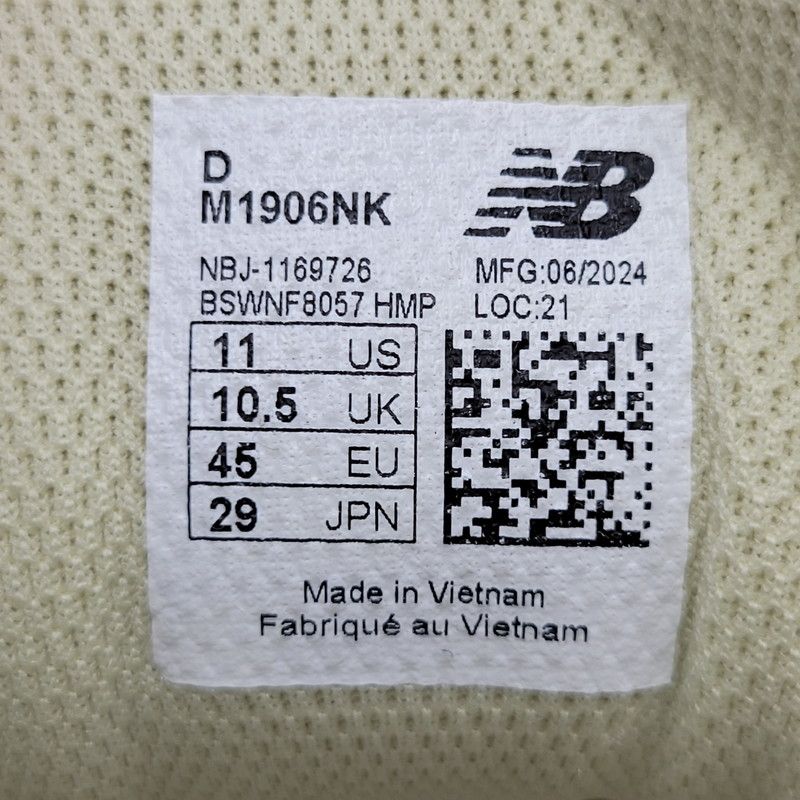 D
M1906NK
NB
NBJ-1169726
MFG:06/2024
BSWNF8057 HMP
LOC:21
11 US
10.5 UK
45 EU
29 JPN
Made in Vietnam
Fabriqué au Vietnam